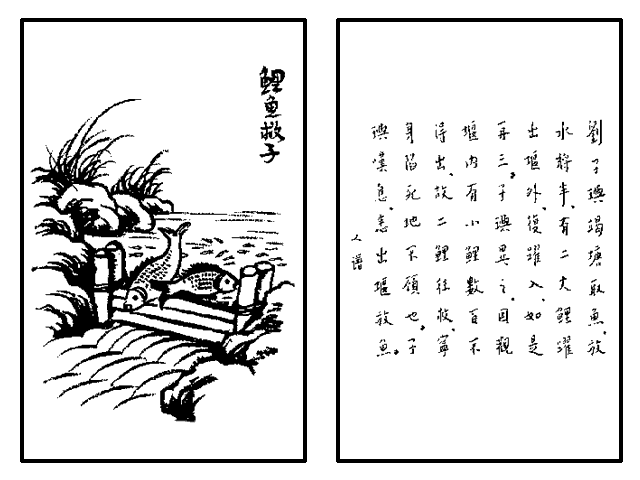 鯉魚救子
劉子璵竭塘取魚，放
水將半，有二大鯉躍
出堰外，復躍入，如是
再三。子璵異之，因觀
堰內有小鯉數百不
得出，故二鯉往救，寧
身陷死地不顧也。子
璵嘆息，悉出堰放魚。
人譜